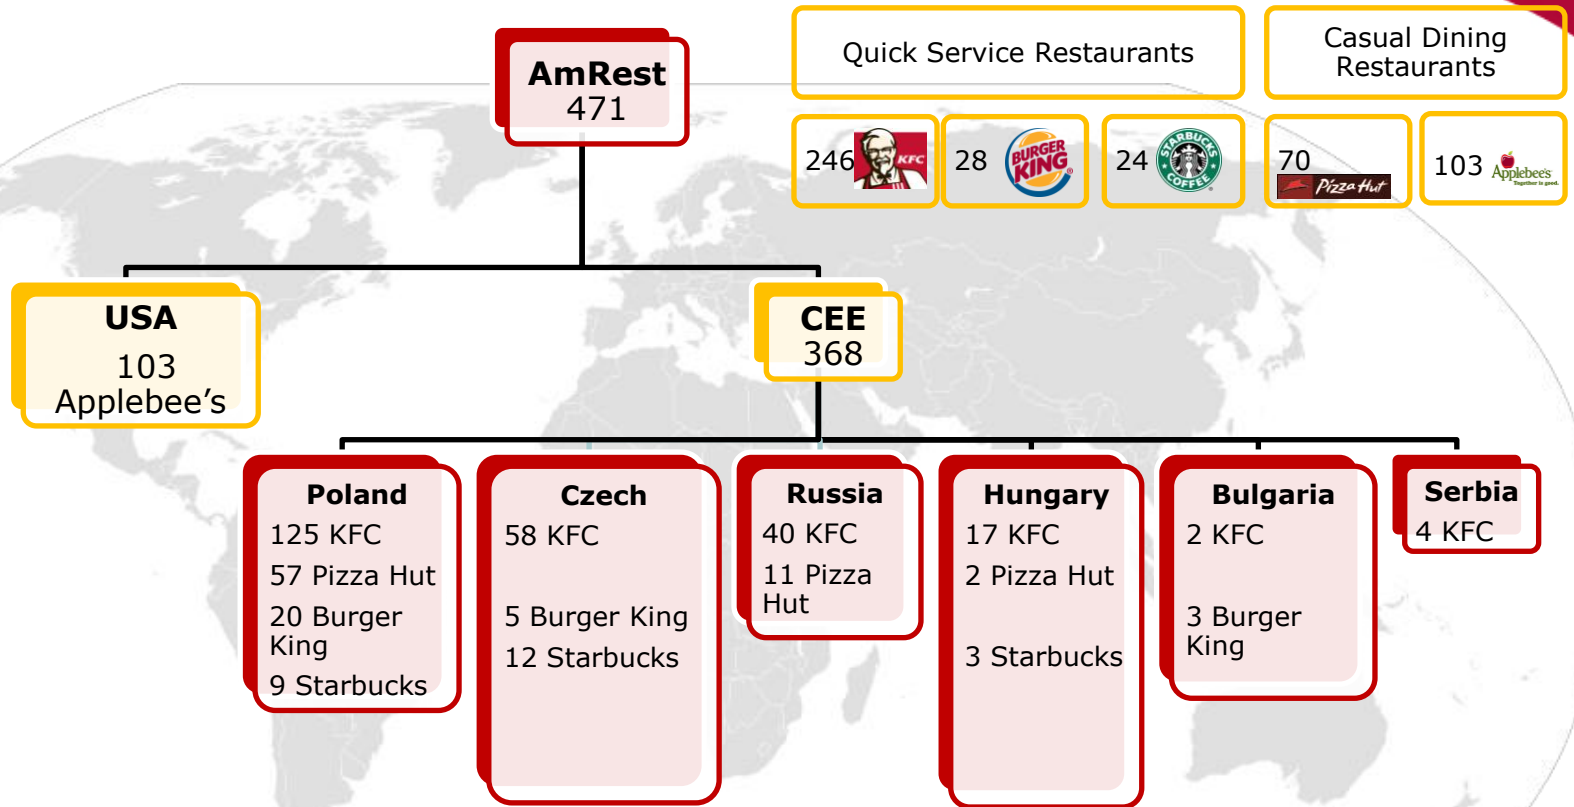 AmRest
471
Quick Service Restaurants
Casual Dining
Restaurants
246
KFC
28
BURGER
KING
®
24
STARBUCKS
COFFEE
70
Pizza Hut
103
Applebee's
Together is good.
USA
103
Applebee’s
CEE
368
Poland
125 KFC
57 Pizza Hut
20 Burger
King
9 Starbucks
Czech
58 KFC
5 Burger King
12 Starbucks
Russia
40 KFC
11 Pizza
Hut
Hungary
17 KFC
2 Pizza Hut
3 Starbucks
Bulgaria
2 KFC
3 Burger
King
Serbia
4 KFC